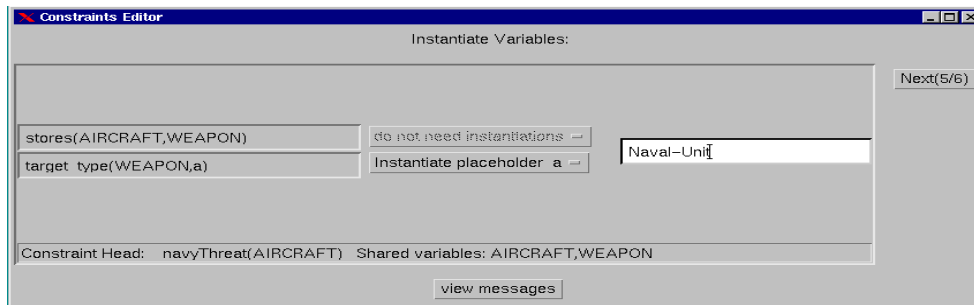 Constraints Editor
Instantiate Variables:
Next(5/6)
stores(AIRCRAFT,WEAPON)
do not need instantiations
target type(WEAPON,a)
Instantiate placeholder a
Naval-Unit
Constraint Head: navyThreat(AIRCRAFT) Shared variables: AIRCRAFT,WEAPON
view messages